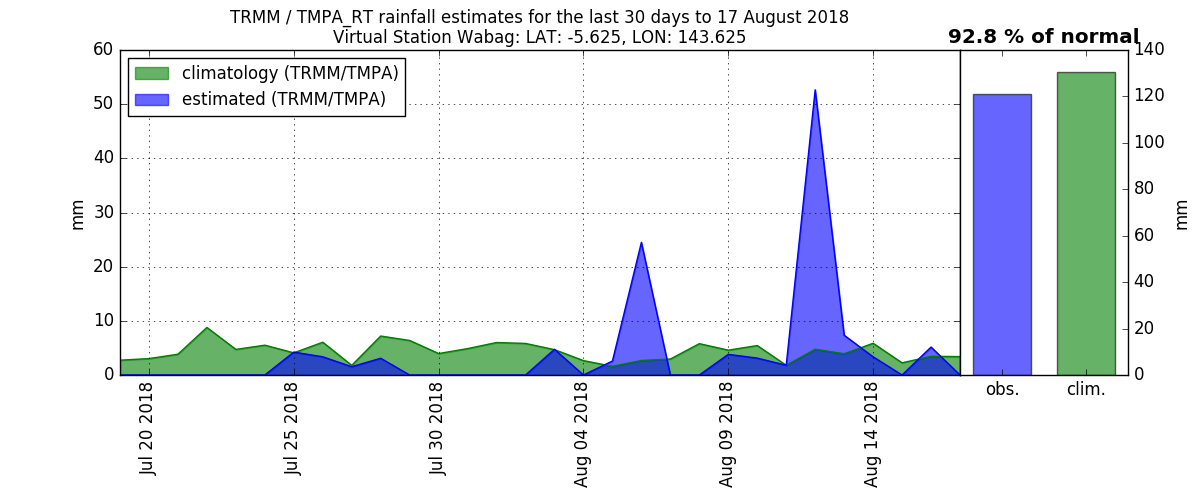 TRMM / TMPA_RT rainfall estimates for the last 30 days to 17 August 2018
Virtual Station Wabag: LAT: -5.625, LON: 143.625
92.8 % of normal
climatology (TRMM/TMPA)
estimated (TRMM/TMPA)
60
50
40
30
20
10
0
mm
Jul 20 2018
Jul 25 2018
Jul 30 2018
Aug 04 2018
Aug 09 2018
Aug 14 2018
obs.
clim.
140
120
100
80
60
40
20
0
mm